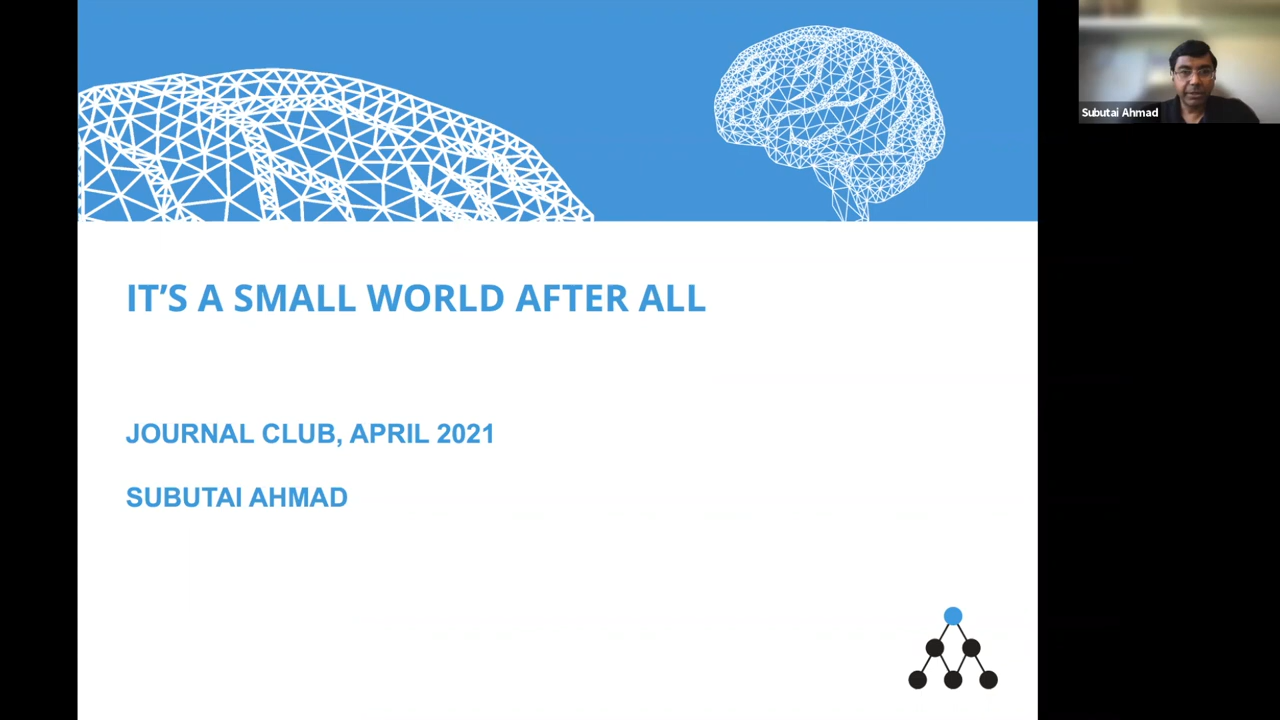 IT’S A SMALL WORLD AFTER ALL
JOURNAL CLUB, APRIL 2021
SUBUTAI AHMAD
Subutai Ahmad